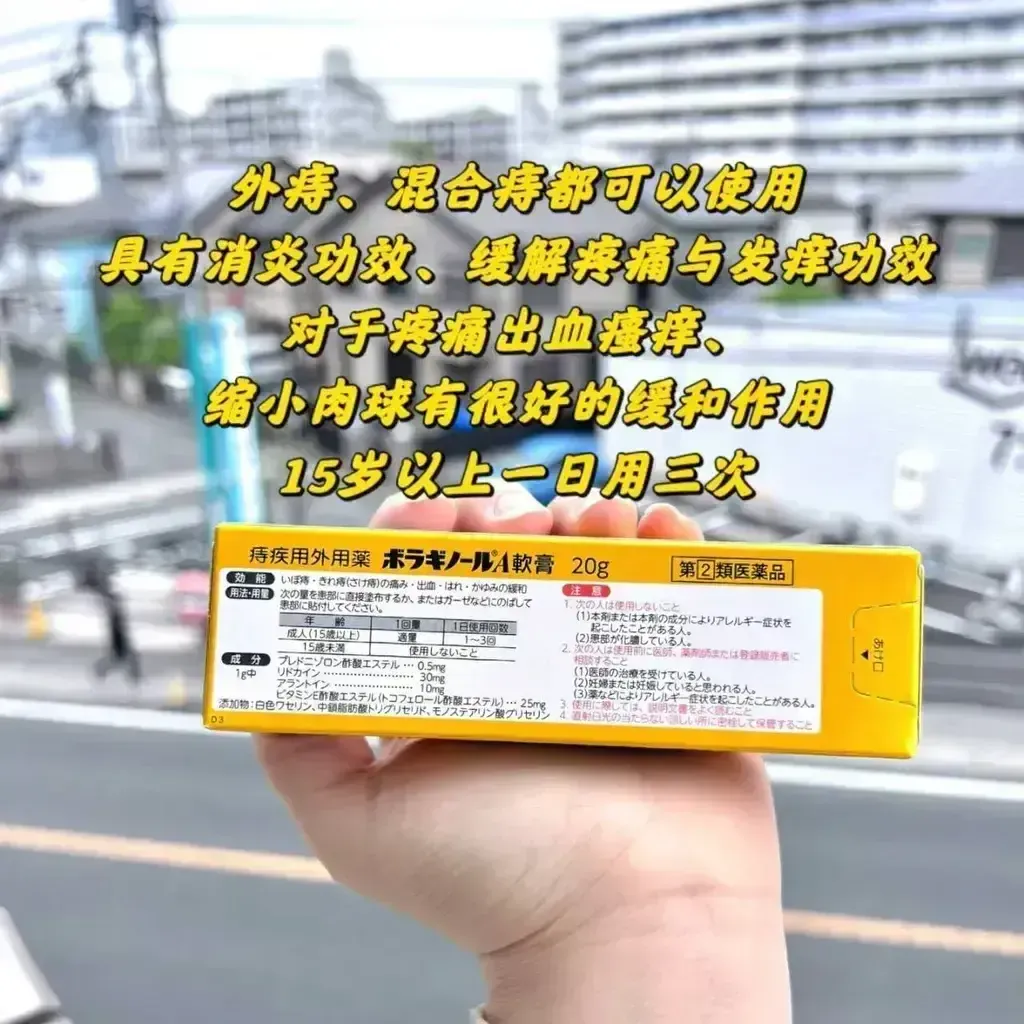 外痔、混合痔都可以使用
具有消炎功效、缓解疼痛与发痒功效
对于疼痛出血瘙痒、
缩小肉球有很好的缓和作用
15岁以上一日用三次
痔疾用外用薬 ボラギノール®A軟膏 20g 第②類医薬品
効能 いぼ痔・きれ痔(さけ痔)の痛み・出血・はれ・かゆみの緩和
用法・用量 次の量を患部に直接塗布するか、またはガーゼなどにのばして
患部に貼付してください。
年齢 1回量 1日使用回数
成人(15歳以上) 適量 1〜3回
15歳未満 使用しないこと
成分
1g中
プレドニゾロン酢酸エステル … 0.5mg
リドカイン … 30mg
アラントイン … 10mg
ビタミンE酢酸エステル(トコフェロール酢酸エステル) … 25mg
添加物:白色ワセリン、中鎖脂肪酸トリグリセリド、モノステアリン酸グリセリン
D3
注意
1. 次の人は使用しないこと
(1)本剤または本剤の成分によりアレルギー症状を
起こしたことがある人。
(2)患部が化膿している人。
2. 次の人は使用前に医師、薬剤師または登録販売者に
相談すること
(1)医師の治療を受けている人。
(2)妊婦または妊娠していると思われる人。
(3)薬などによりアレルギー症状を起こしたことがある人。
3. 使用に際しては、説明文書をよく読むこと
4. 直射日光の当たらない涼しい所に密栓して保管すること
あけ口